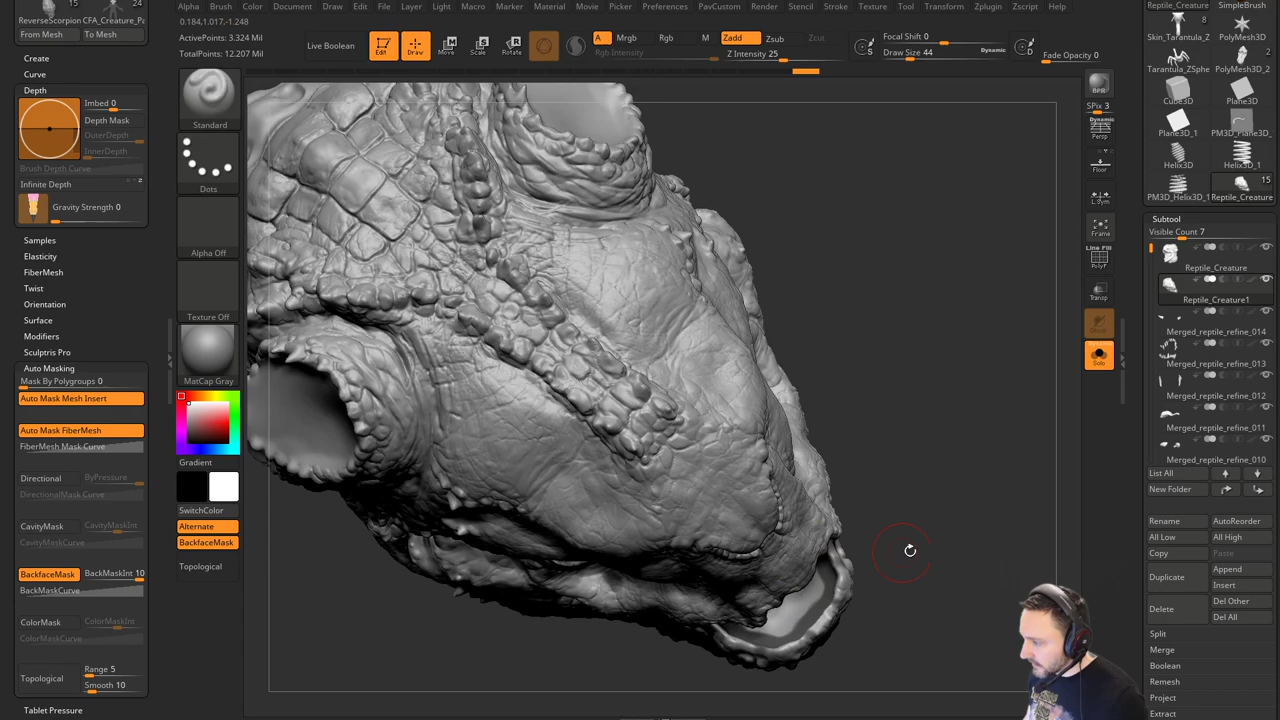 Alpha Brush Color Document Draw Edit File Layer Light Macro Marker Material Movie Picker Preferences PavCustom Render Stencil Stroke Texture Tool Transform Zplugin Zscript Help
15 24
ReverseScorpion CFA_Creature_Pa
From Mesh To Mesh
0.184,1.017,-1.248
ActivePoints: 3.324 Mil
TotalPoints: 12.207 Mil
Live Boolean
Edit Draw Move Scale Rotate
A Mrgb Rgb M Zadd Zsub Zcut
Rgb Intensity Z Intensity 25
Focal Shift 0
Draw Size 44 Dynamic
Fade Opacity 0
S D
Create
Curve
Depth
Imbed 0
Depth Mask
OuterDepth
InnerDepth
Brush Depth Curve
Infinite Depth
Gravity Strength 0
Samples
Elasticity
FiberMesh
Twist
Orientation
Surface
Modifiers
Sculptris Pro
Auto Masking
Mask By Polygroups 0
Auto Mask Mesh Insert
Auto Mask FiberMesh
FiberMesh Mask Curve
Directional ByPressure
DirectionalMask Curve
CavityMask CavityMaskInt
CavityMaskCurve
BackfaceMask BackMaskInt 10
BackMaskCurve
ColorMask ColorMaskInt
ColorMaskCurve
Topological Range 5
Smooth 10
Tablet Pressure
Standard
Dots
Alpha Off
Texture Off
MatCap Gray
Gradient
SwitchColor
Alternate
BackfaceMask
Topological
BPR
SPix 3
Dynamic
Persp
Floor
L.Sym
Frame
Line Fill
PolyF
Transp
Ghost
Solo
Reptile_Creature SimpleBrush
8
Skin_Tarantula_Z PolyMesh3D
2
Tarantula_ZSphe PolyMesh3D_2
Cube3D Plane3D
Plane3D_1 PM3D_Plane3D_
Helix3D Helix3D_1
15
PM3D_Helix3D_1 Reptile_Creature
Subtool
Visible Count 7
Reptile_Creature
Reptile_Creature1
Merged_reptile_refine_014
Merged_reptile_refine_013
Merged_reptile_refine_012
Merged_reptile_refine_011
Merged_reptile_refine_010
List All
New Folder
Rename AutoReorder
All Low All High
Copy Paste
Duplicate Append
Insert
Delete Del Other
Del All
Split
Merge
Boolean
Remesh
Project
Extract